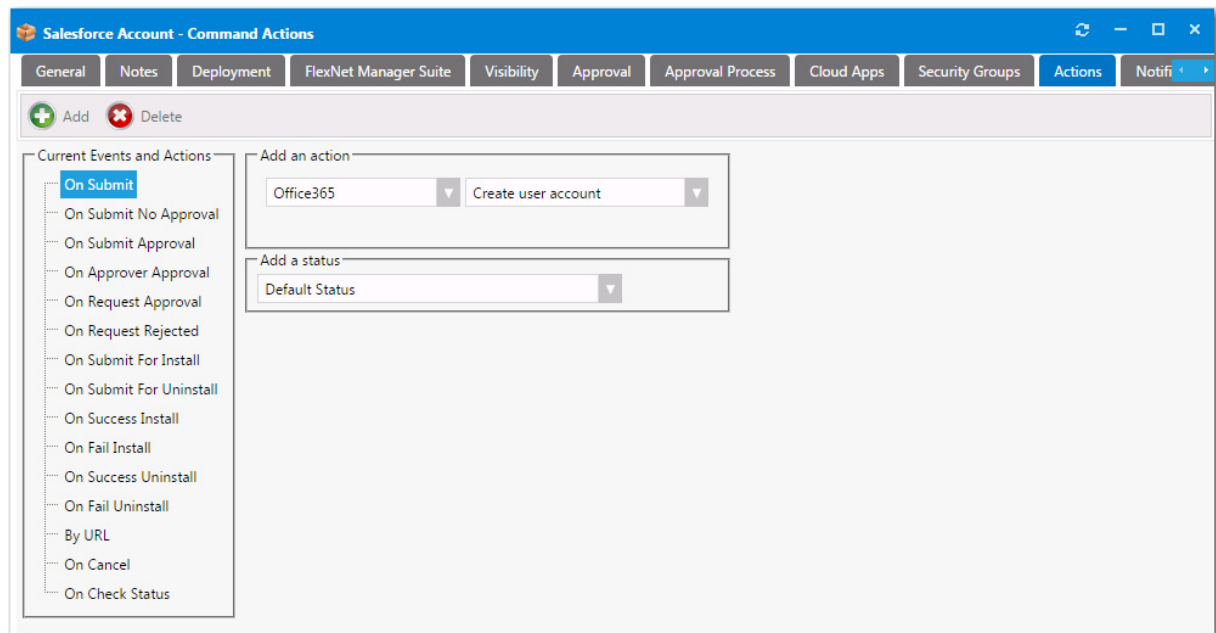 Salesforce Account - Command Actions
General Notes Deployment FlexNet Manager Suite Visibility Approval Approval Process Cloud Apps Security Groups Actions Notifi
Add Delete
Current Events and Actions
On Submit
On Submit No Approval
On Submit Approval
On Approver Approval
On Request Approval
On Request Rejected
On Submit For Install
On Submit For Uninstall
On Success Install
On Fail Install
On Success Uninstall
On Fail Uninstall
By URL
On Cancel
On Check Status
Add an action
Office365 Create user account
Add a status
Default Status